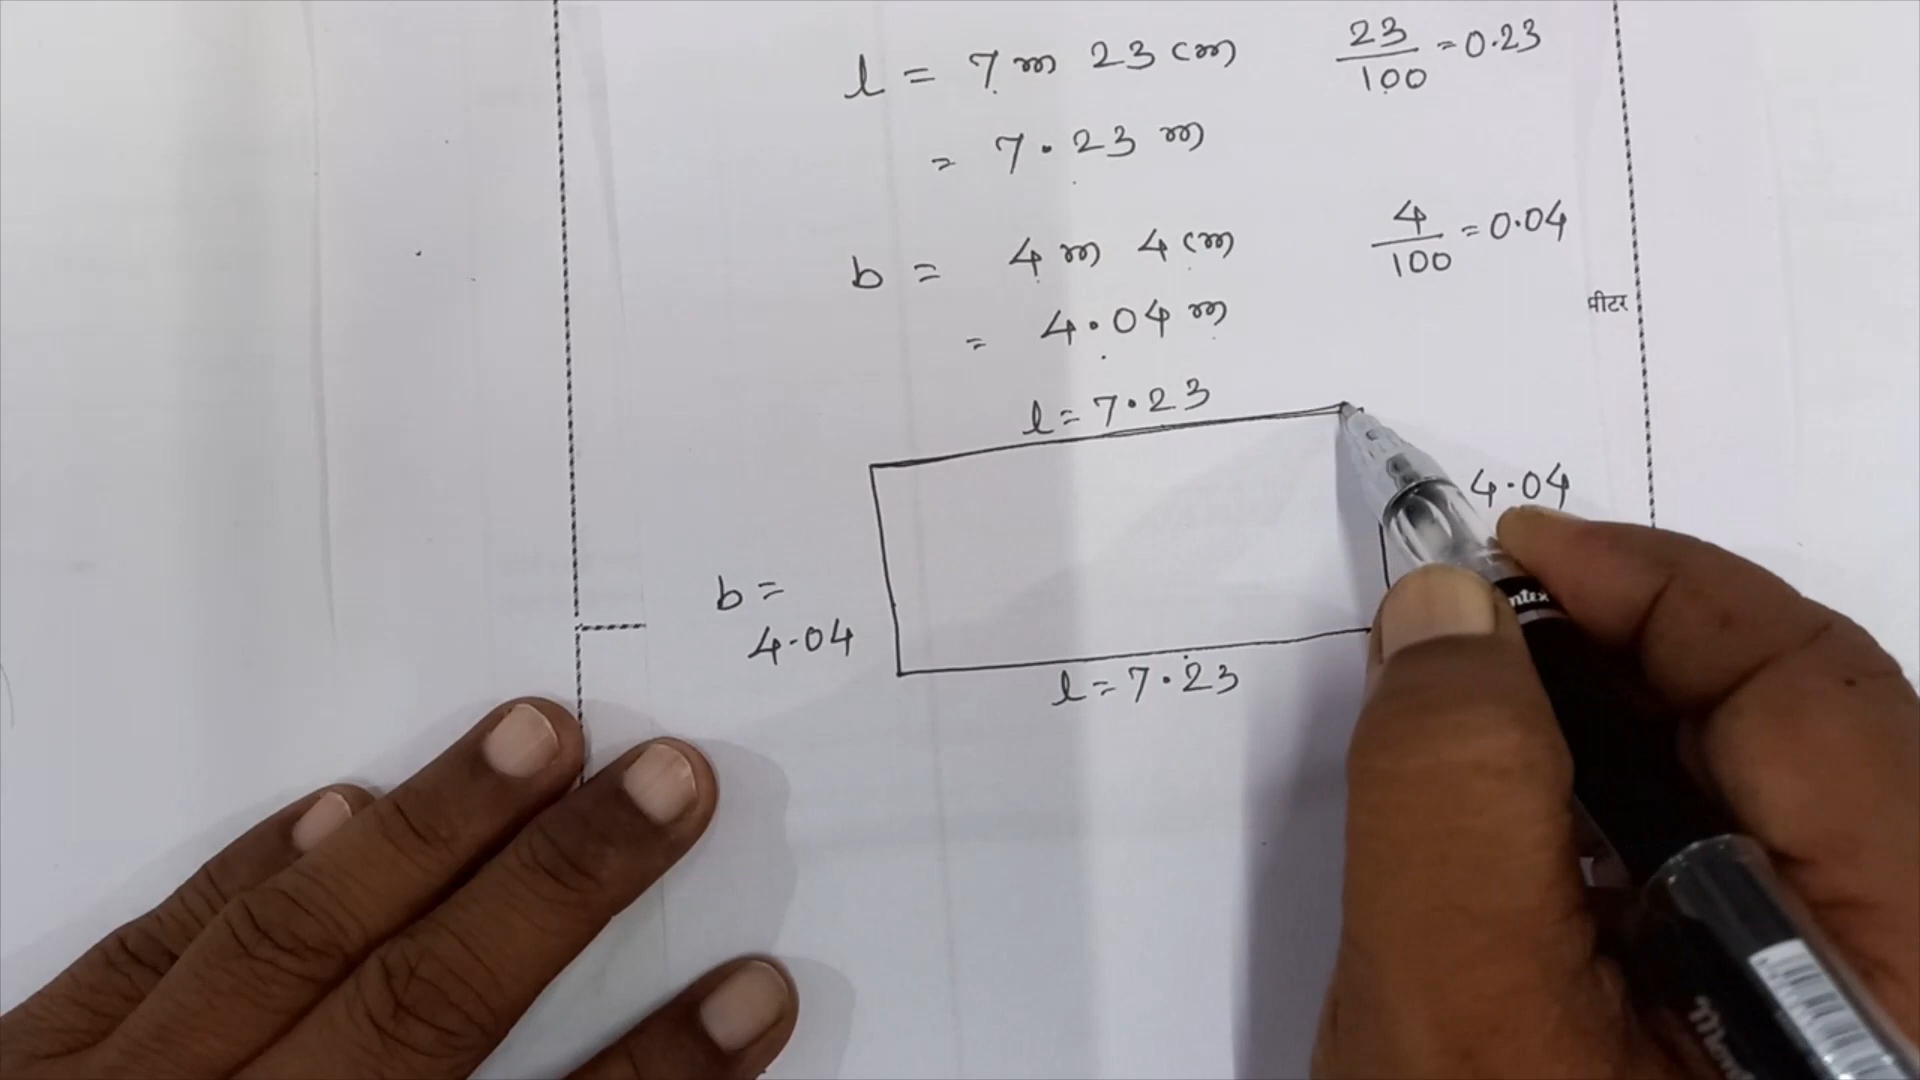 l = 7 m 23 cm
23/100 = 0.23
= 7.23 m
b = 4 m 4 cm
4/100 = 0.04
= 4.04 m
मीटर
l = 7.23
4.04
b =
4.04
l = 7.23